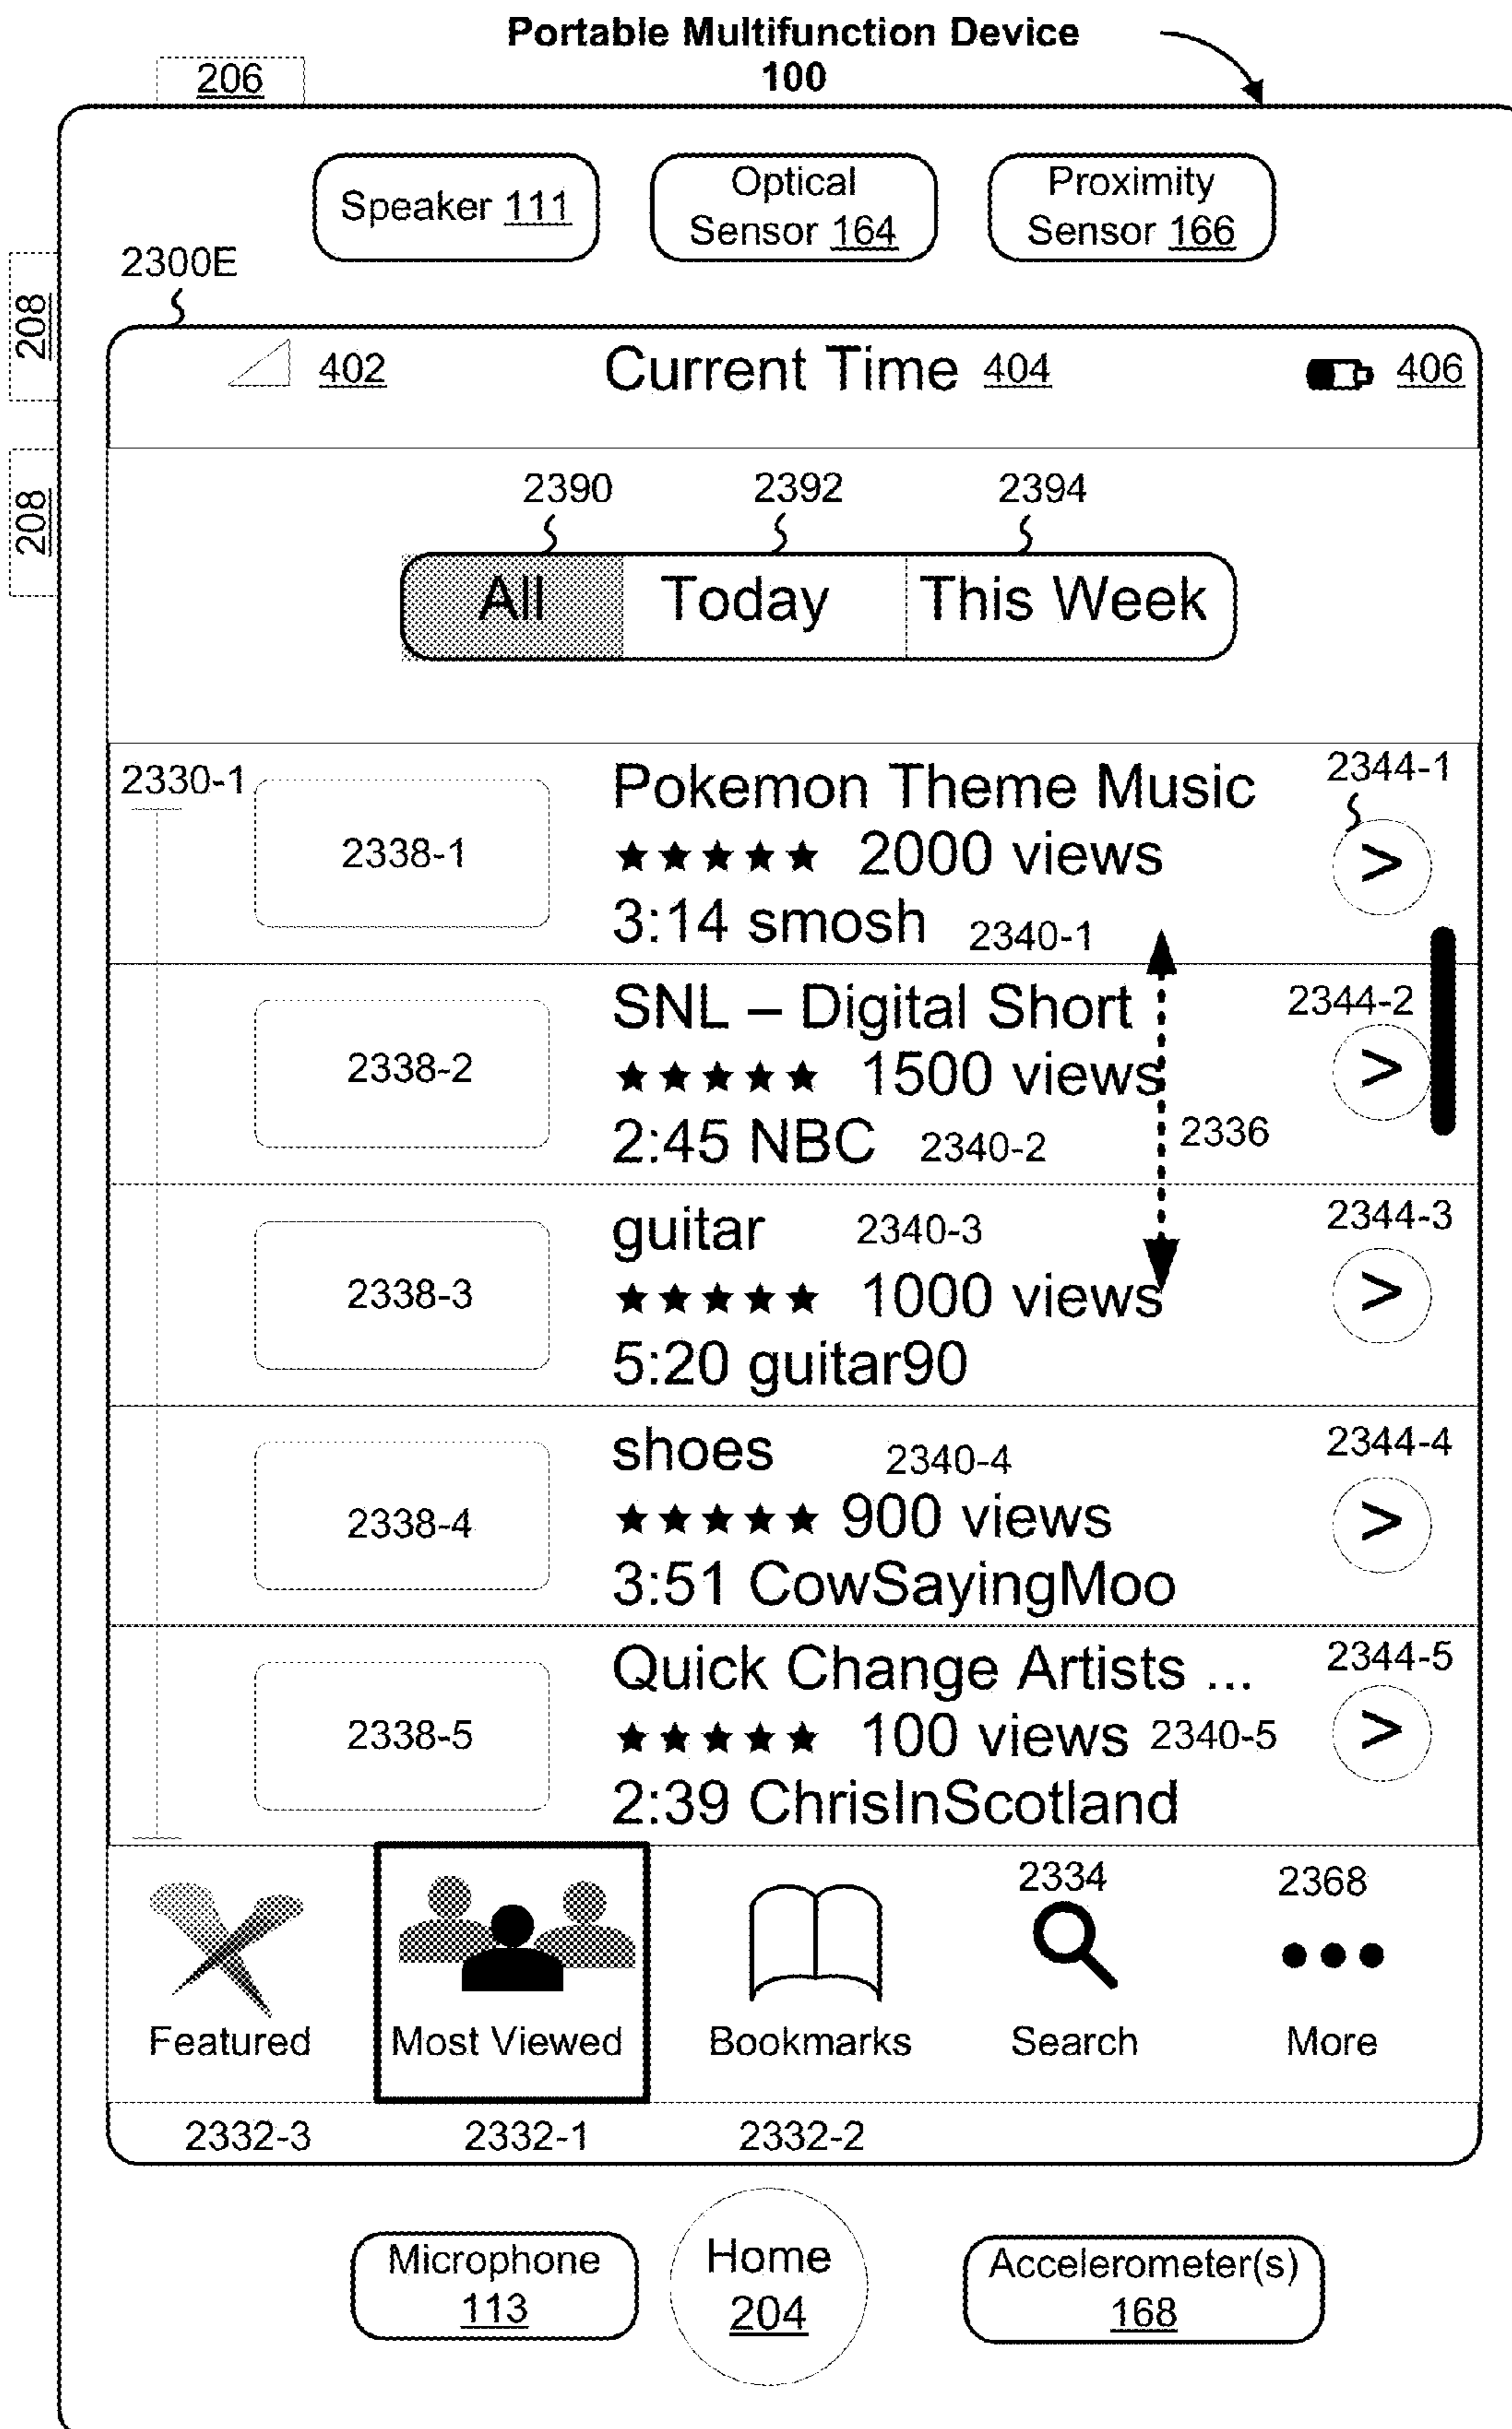 Portable Multifunction Device
100
206
Speaker 111
Optical
Sensor 164
Proximity
Sensor 166
2300E
208
208
402
Current Time 404
406
2390
2392
2394
All
Today
This Week
2330-1
2338-1
Pokemon Theme Music
★★★★★ 2000 views
3:14 smosh 2340-1
2344-1
>
2338-2
SNL – Digital Short
★★★★★ 1500 views
2:45 NBC 2340-2
2336
2344-2
>
2338-3
guitar 2340-3
★★★★★ 1000 views
5:20 guitar90
2344-3
>
2338-4
shoes 2340-4
★★★★★ 900 views
3:51 CowSayingMoo
2344-4
>
2338-5
Quick Change Artists ...
★★★★★ 100 views 2340-5
2:39 ChrisInScotland
2344-5
>
2334
2368
Featured
Most Viewed
Bookmarks
Search
More
2332-3
2332-1
2332-2
Microphone
113
Home
204
Accelerometer(s)
168